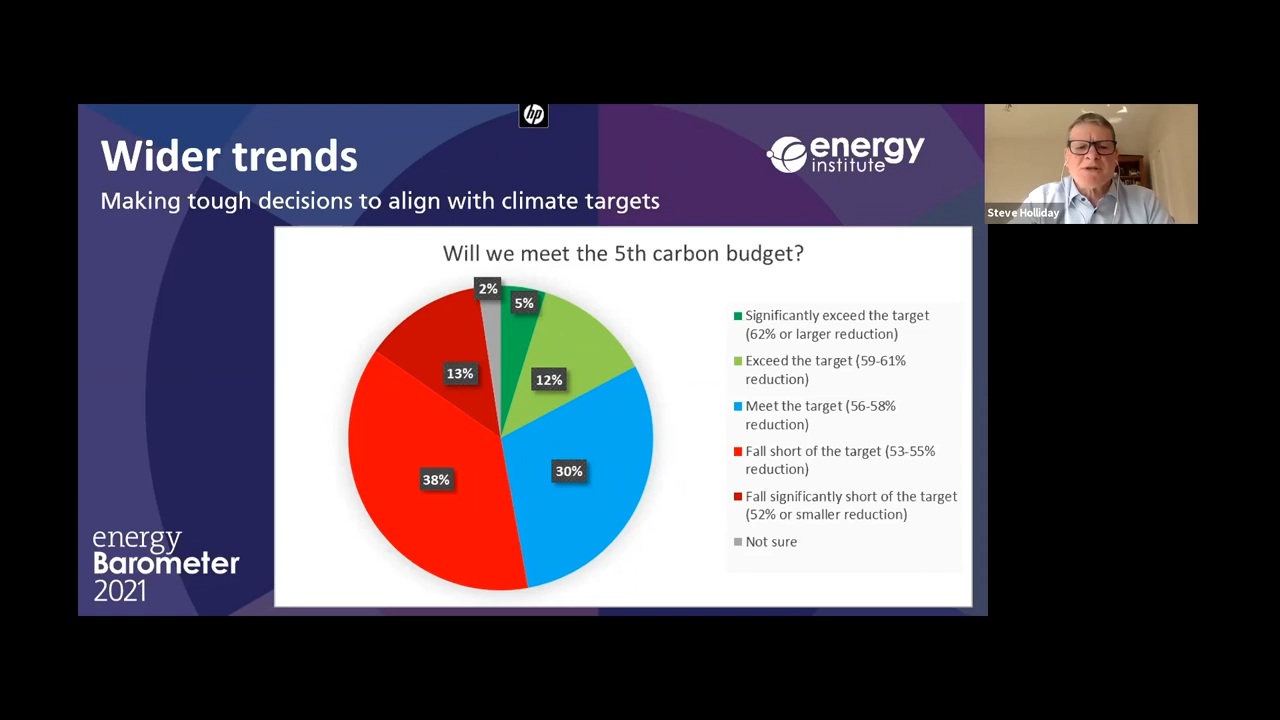 hp
Wider trends
energy
institute
Making tough decisions to align with climate targets
Steve Holliday
Will we meet the 5th carbon budget?
2%
5%
12%
13%
30%
38%
Significantly exceed the target
(62% or larger reduction)
Exceed the target (59-61%
reduction)
Meet the target (56-58%
reduction)
Fall short of the target (53-55%
reduction)
Fall significantly short of the target
(52% or smaller reduction)
Not sure
energy
Barometer
2021